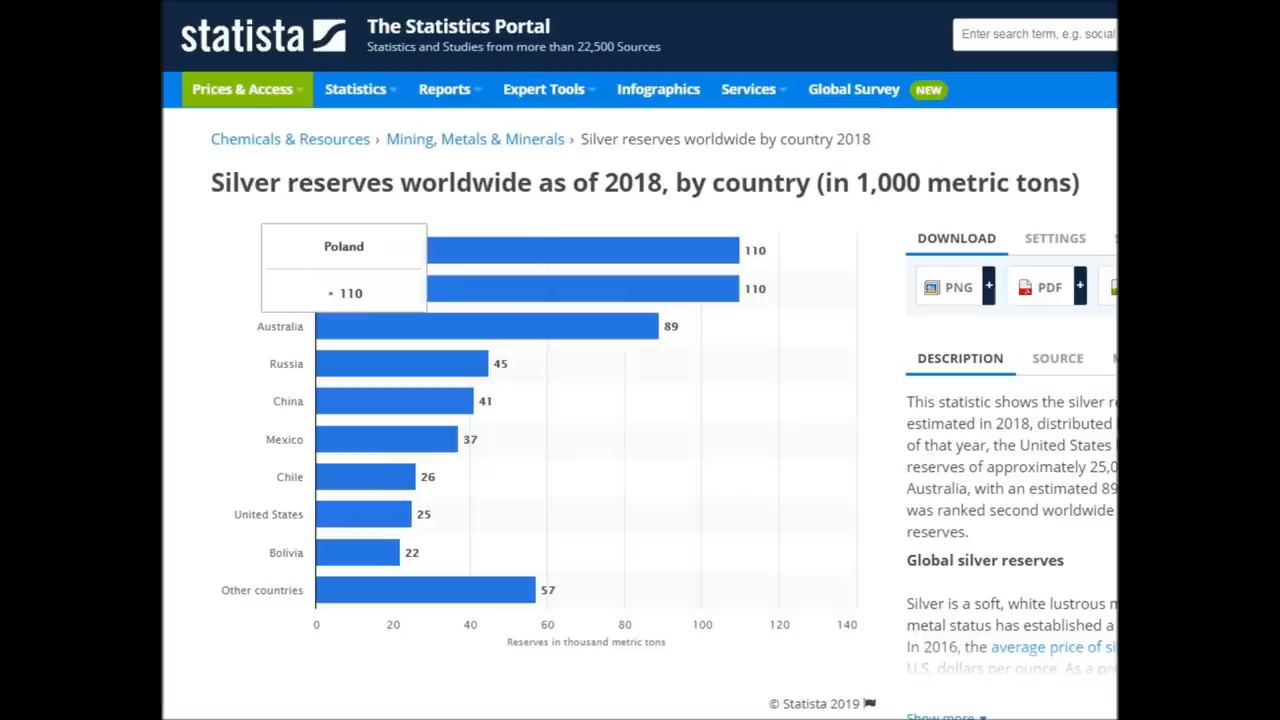 statista
The Statistics Portal
Statistics and Studies from more than 22,500 Sources
Enter search term, e.g. social
Prices & Access
Statistics
Reports
Expert Tools
Infographics
Services
Global Survey
NEW
Chemicals & Resources › Mining, Metals & Minerals › Silver reserves worldwide by country 2018
Silver reserves worldwide as of 2018, by country (in 1,000 metric tons)
Poland
• 110
110
110
Australia
89
Russia
45
China
41
Mexico
37
Chile
26
United States
25
Bolivia
22
Other countries
57
0 20 40 60 80 100 120 140
Reserves in thousand metric tons
© Statista 2019
DOWNLOAD
SETTINGS
PNG +
PDF +
DESCRIPTION
SOURCE
This statistic shows the silver
estimated in 2018, distributed
of that year, the United States
reserves of approximately 25,0
Australia, with an estimated 89
was ranked second worldwide
reserves.
Global silver reserves
Silver is a soft, white lustrous
metal status has established a
In 2016, the average price of
U.S. dollars per ounce. As a
Show more